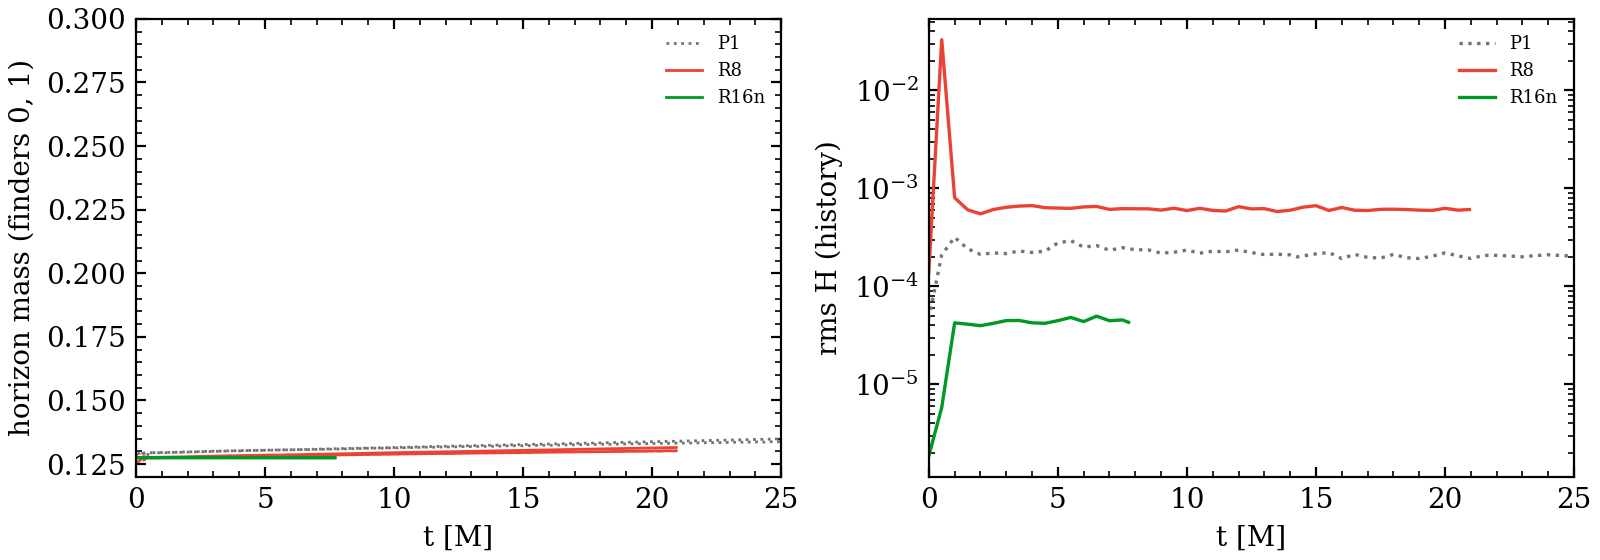 0.300
0.275
0.250
0.225
0.200
0.175
0.150
0.125
horizon mass (finders 0, 1)
0
5
10
15
20
25
t [M]
P1
R8
R16n
10⁻²
10⁻³
10⁻⁴
10⁻⁵
rms H (history)
0
5
10
15
20
25
t [M]
P1
R8
R16n